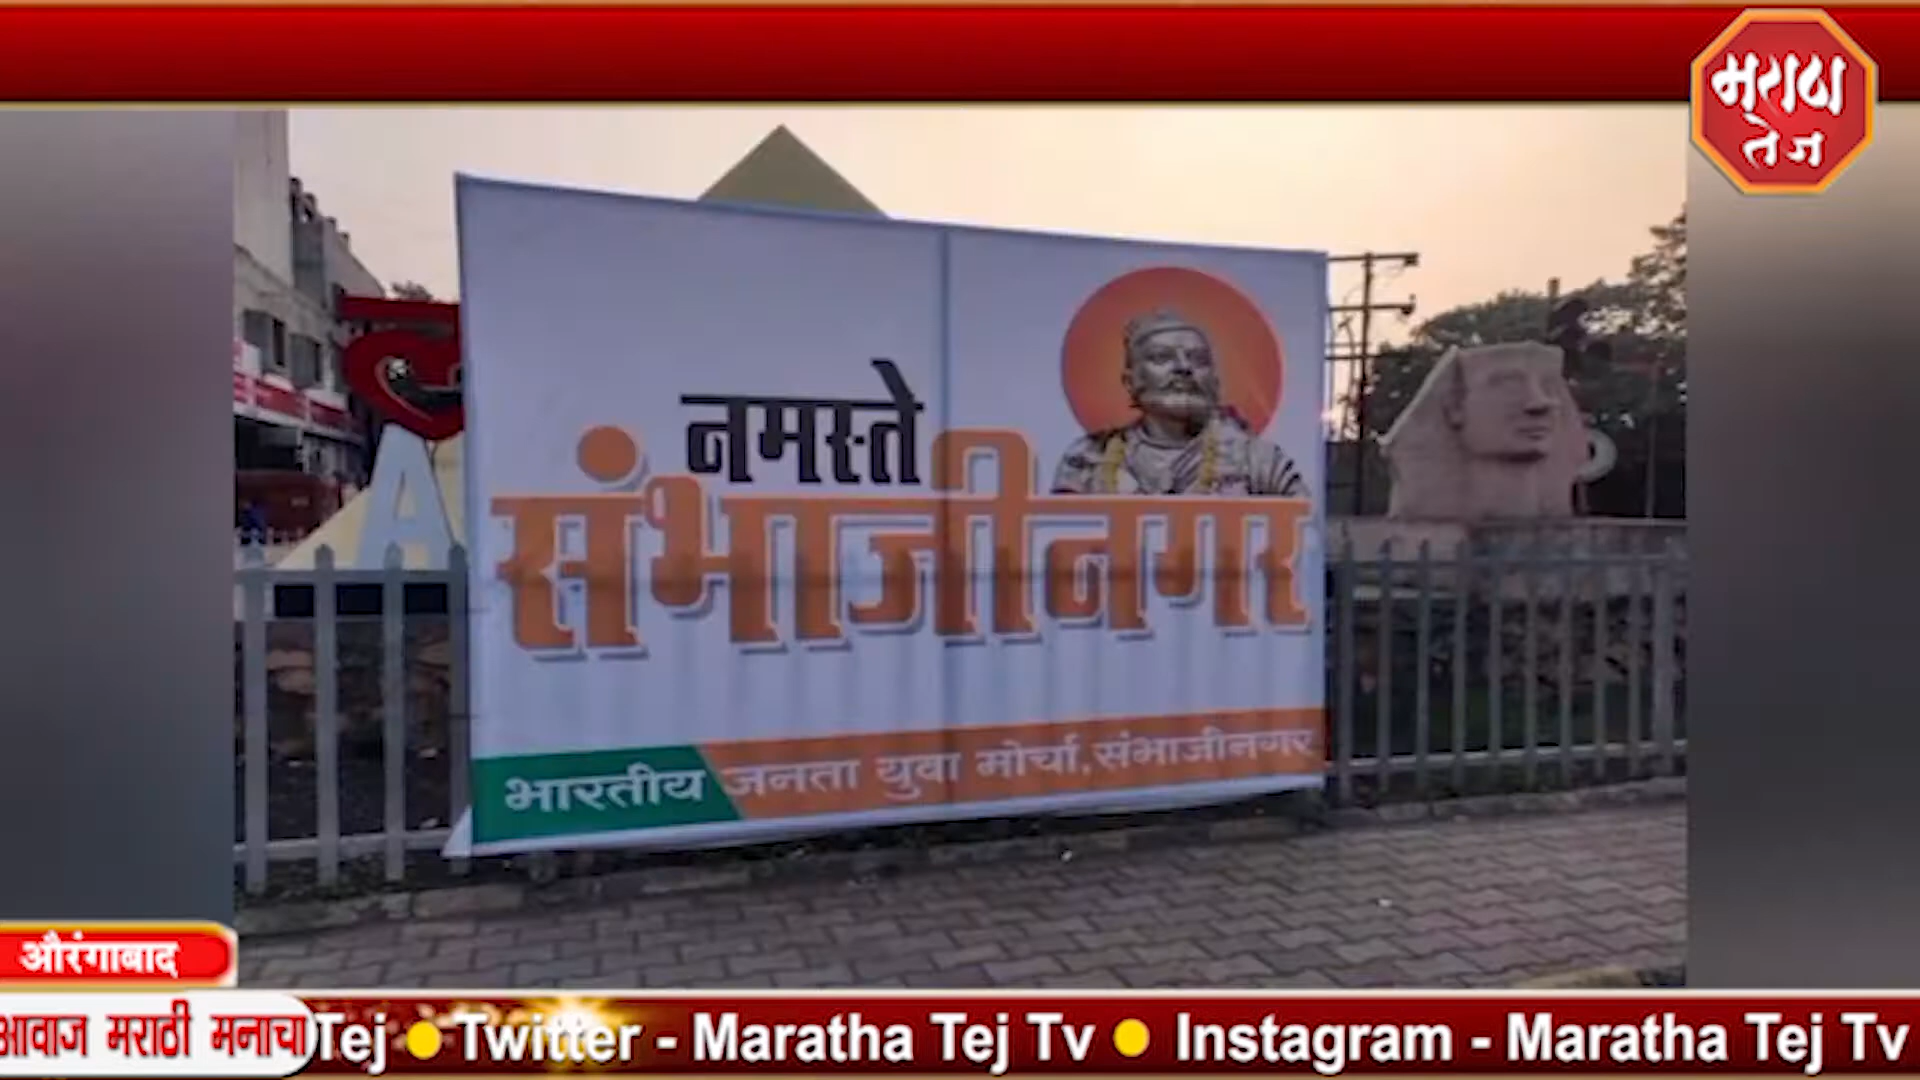 मराठा
तेज
नमस्ते
संभाजीनगर
भारतीय जनता युवा मोर्चा,संभाजीनगर
A
औरंगाबाद
आवाज मराठी मनाचा
Tej Twitter - Maratha Tej Tv Instagram - Maratha Tej Tv